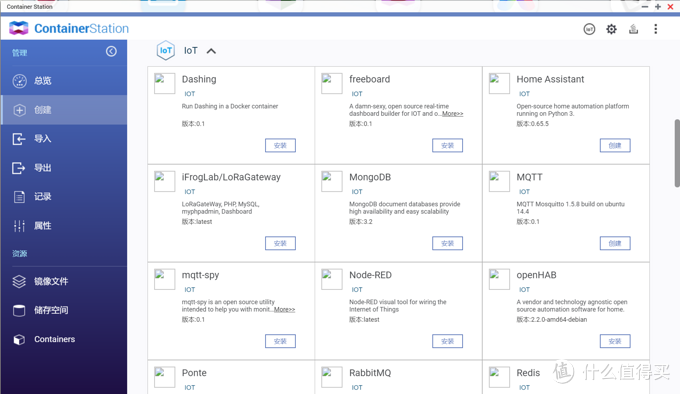 Container Station
ContainerStation
管理
总览
创建
导入
导出
记录
属性
资源
镜像文件
储存空间
Containers
IoT IoT
Dashing
IOT
Run Dashing in a Docker container
版本:0.1
安装
freeboard
IOT
A damn-sexy, open source real-time
dashboard builder for IOT and o...More>>
版本:0.1
安装
Home Assistant
IOT
Open-source home automation platform
running on Python 3.
版本:0.65.5
创建
iFrogLab/LoRaGateway
IOT
LoRaGateWay, PHP, MySQL,
myphpadmin, Dashboard
版本:latest
安装
MongoDB
IOT
MongoDB document databases provide
high availability and easy scalability
版本:3.2
安装
MQTT
IOT
MQTT Mosquitto 1.5.8 build on ubuntu
14.4
版本:0.1
创建
mqtt-spy
IOT
mqtt-spy is an open source utility
intended to help you with monit...More>>
版本:0.1
安装
Node-RED
IOT
Node-RED visual tool for wiring the
Internet of Things
版本:latest
安装
openHAB
IOT
A vendor and technology agnostic open
source automation software for home.
版本:2.2.0-amd64-debian
安装
Ponte
IOT
RabbitMQ
IOT
Redis
IOT
值 什么值得买